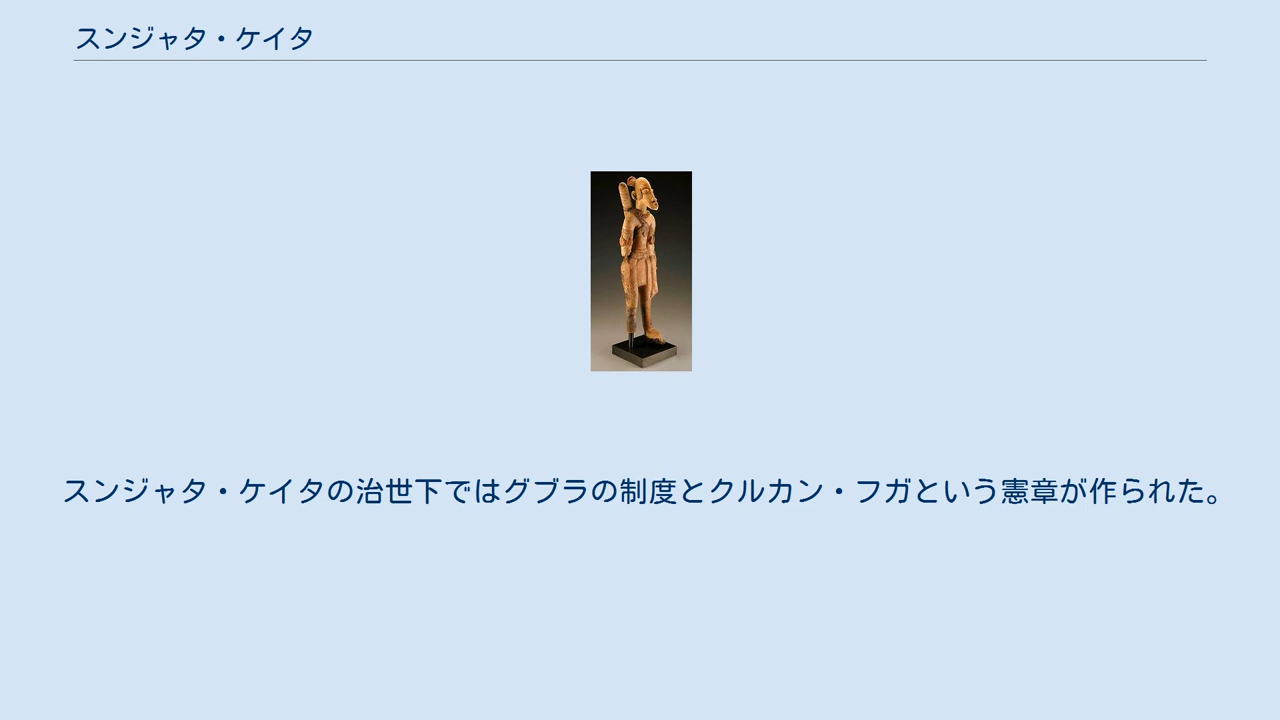 スンジャタ・ケイタ
スンジャタ・ケイタの治世下ではグブラの制度とクルカン・フガという憲章が作られた。